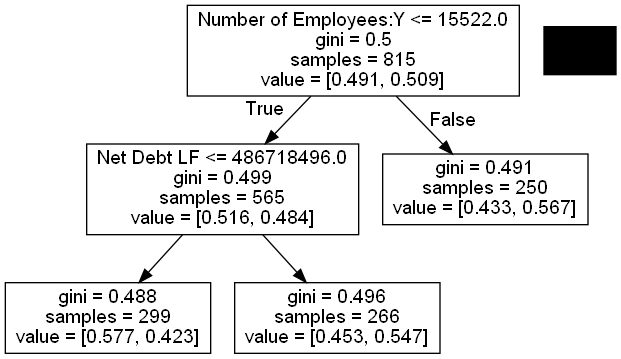 Number of Employees:Y <= 15522.0
gini = 0.5
samples = 815
value = [0.491, 0.509]
True
False
Net Debt LF <= 486718496.0
gini = 0.499
samples = 565
value = [0.516, 0.484]
gini = 0.491
samples = 250
value = [0.433, 0.567]
gini = 0.488
samples = 299
value = [0.577, 0.423]
gini = 0.496
samples = 266
value = [0.453, 0.547]